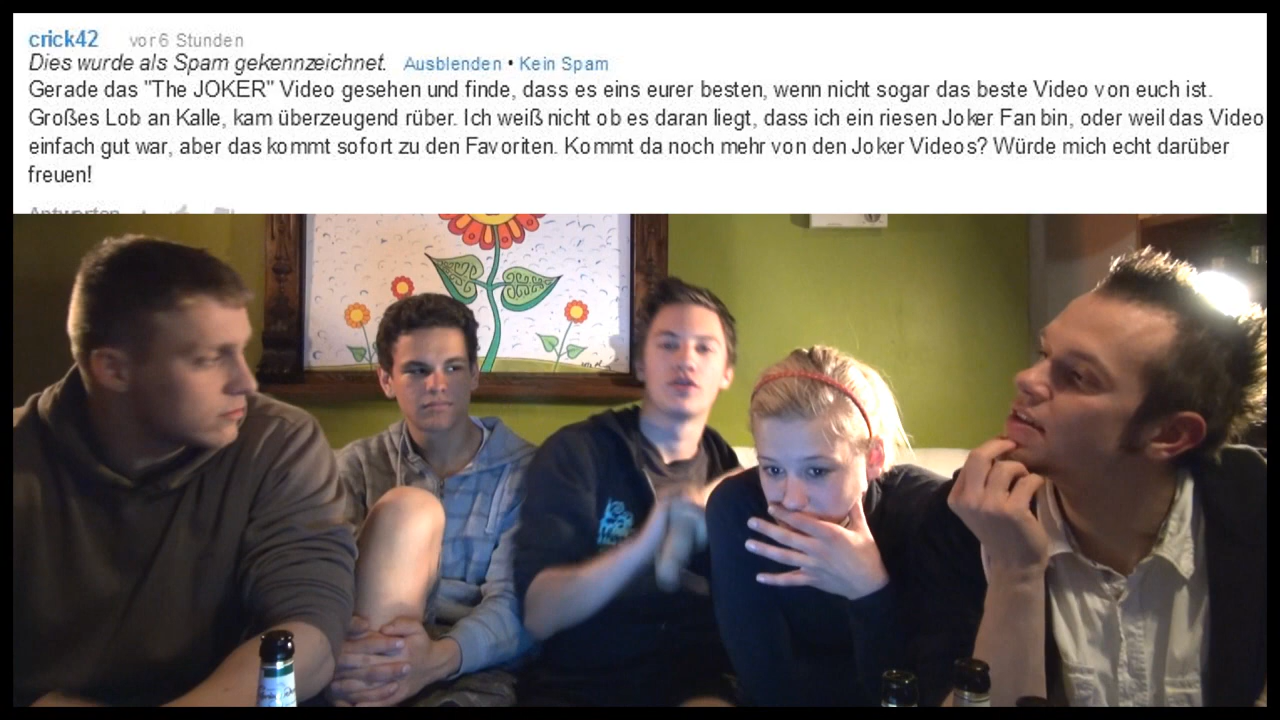 crick42 vor 6 Stunden
Dies wurde als Spam gekennzeichnet. Ausblenden • Kein Spam
Gerade das "The JOKER" Video gesehen und finde, dass es eins eurer besten, wenn nicht sogar das beste Video von euch ist.
Großes Lob an Kalle, kam überzeugend rüber. Ich weiß nicht ob es daran liegt, dass ich ein riesen Joker Fan bin, oder weil das Video
einfach gut war, aber das kommt sofort zu den Favoriten. Kommt da noch mehr von den Joker Videos? Würde mich echt darüber
freuen!
Antworten